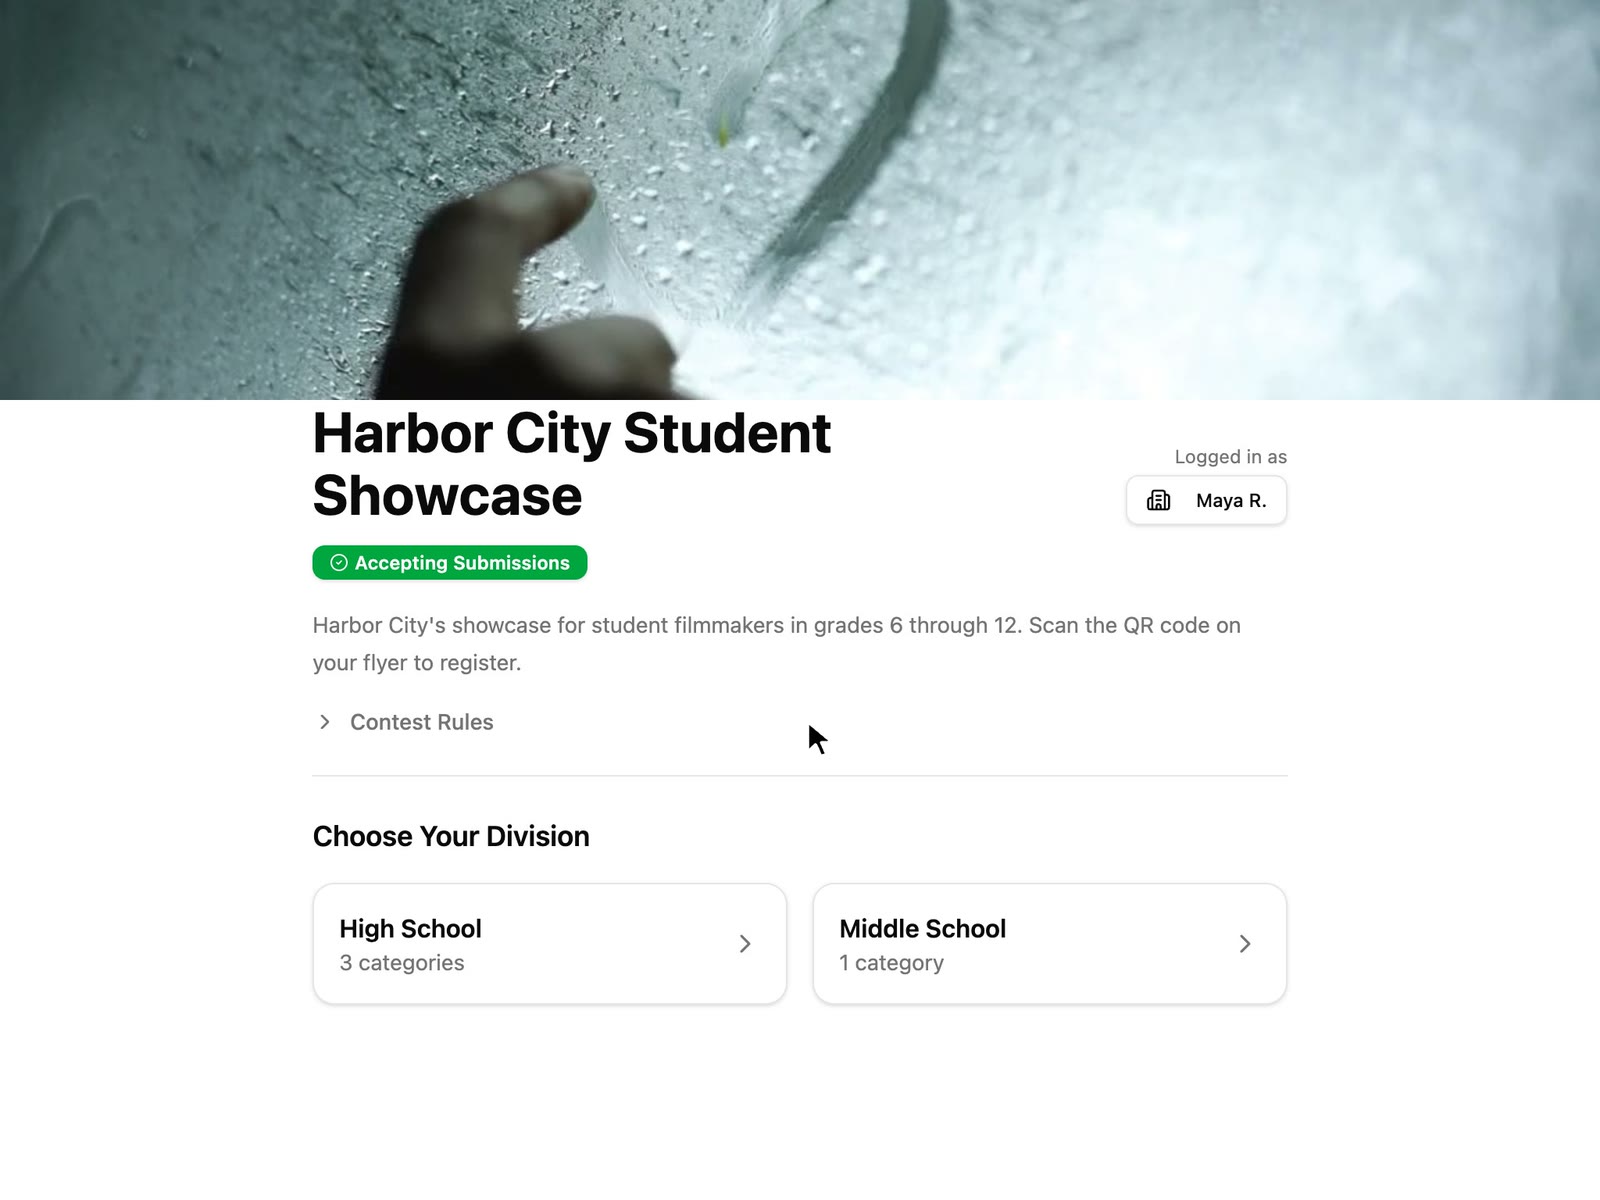 Harbor City Student
Showcase
Logged in as
Maya R.
Accepting Submissions
Harbor City's showcase for student filmmakers in grades 6 through 12. Scan the QR code on
your flyer to register.
Contest Rules
Choose Your Division
High School
3 categories
Middle School
1 category